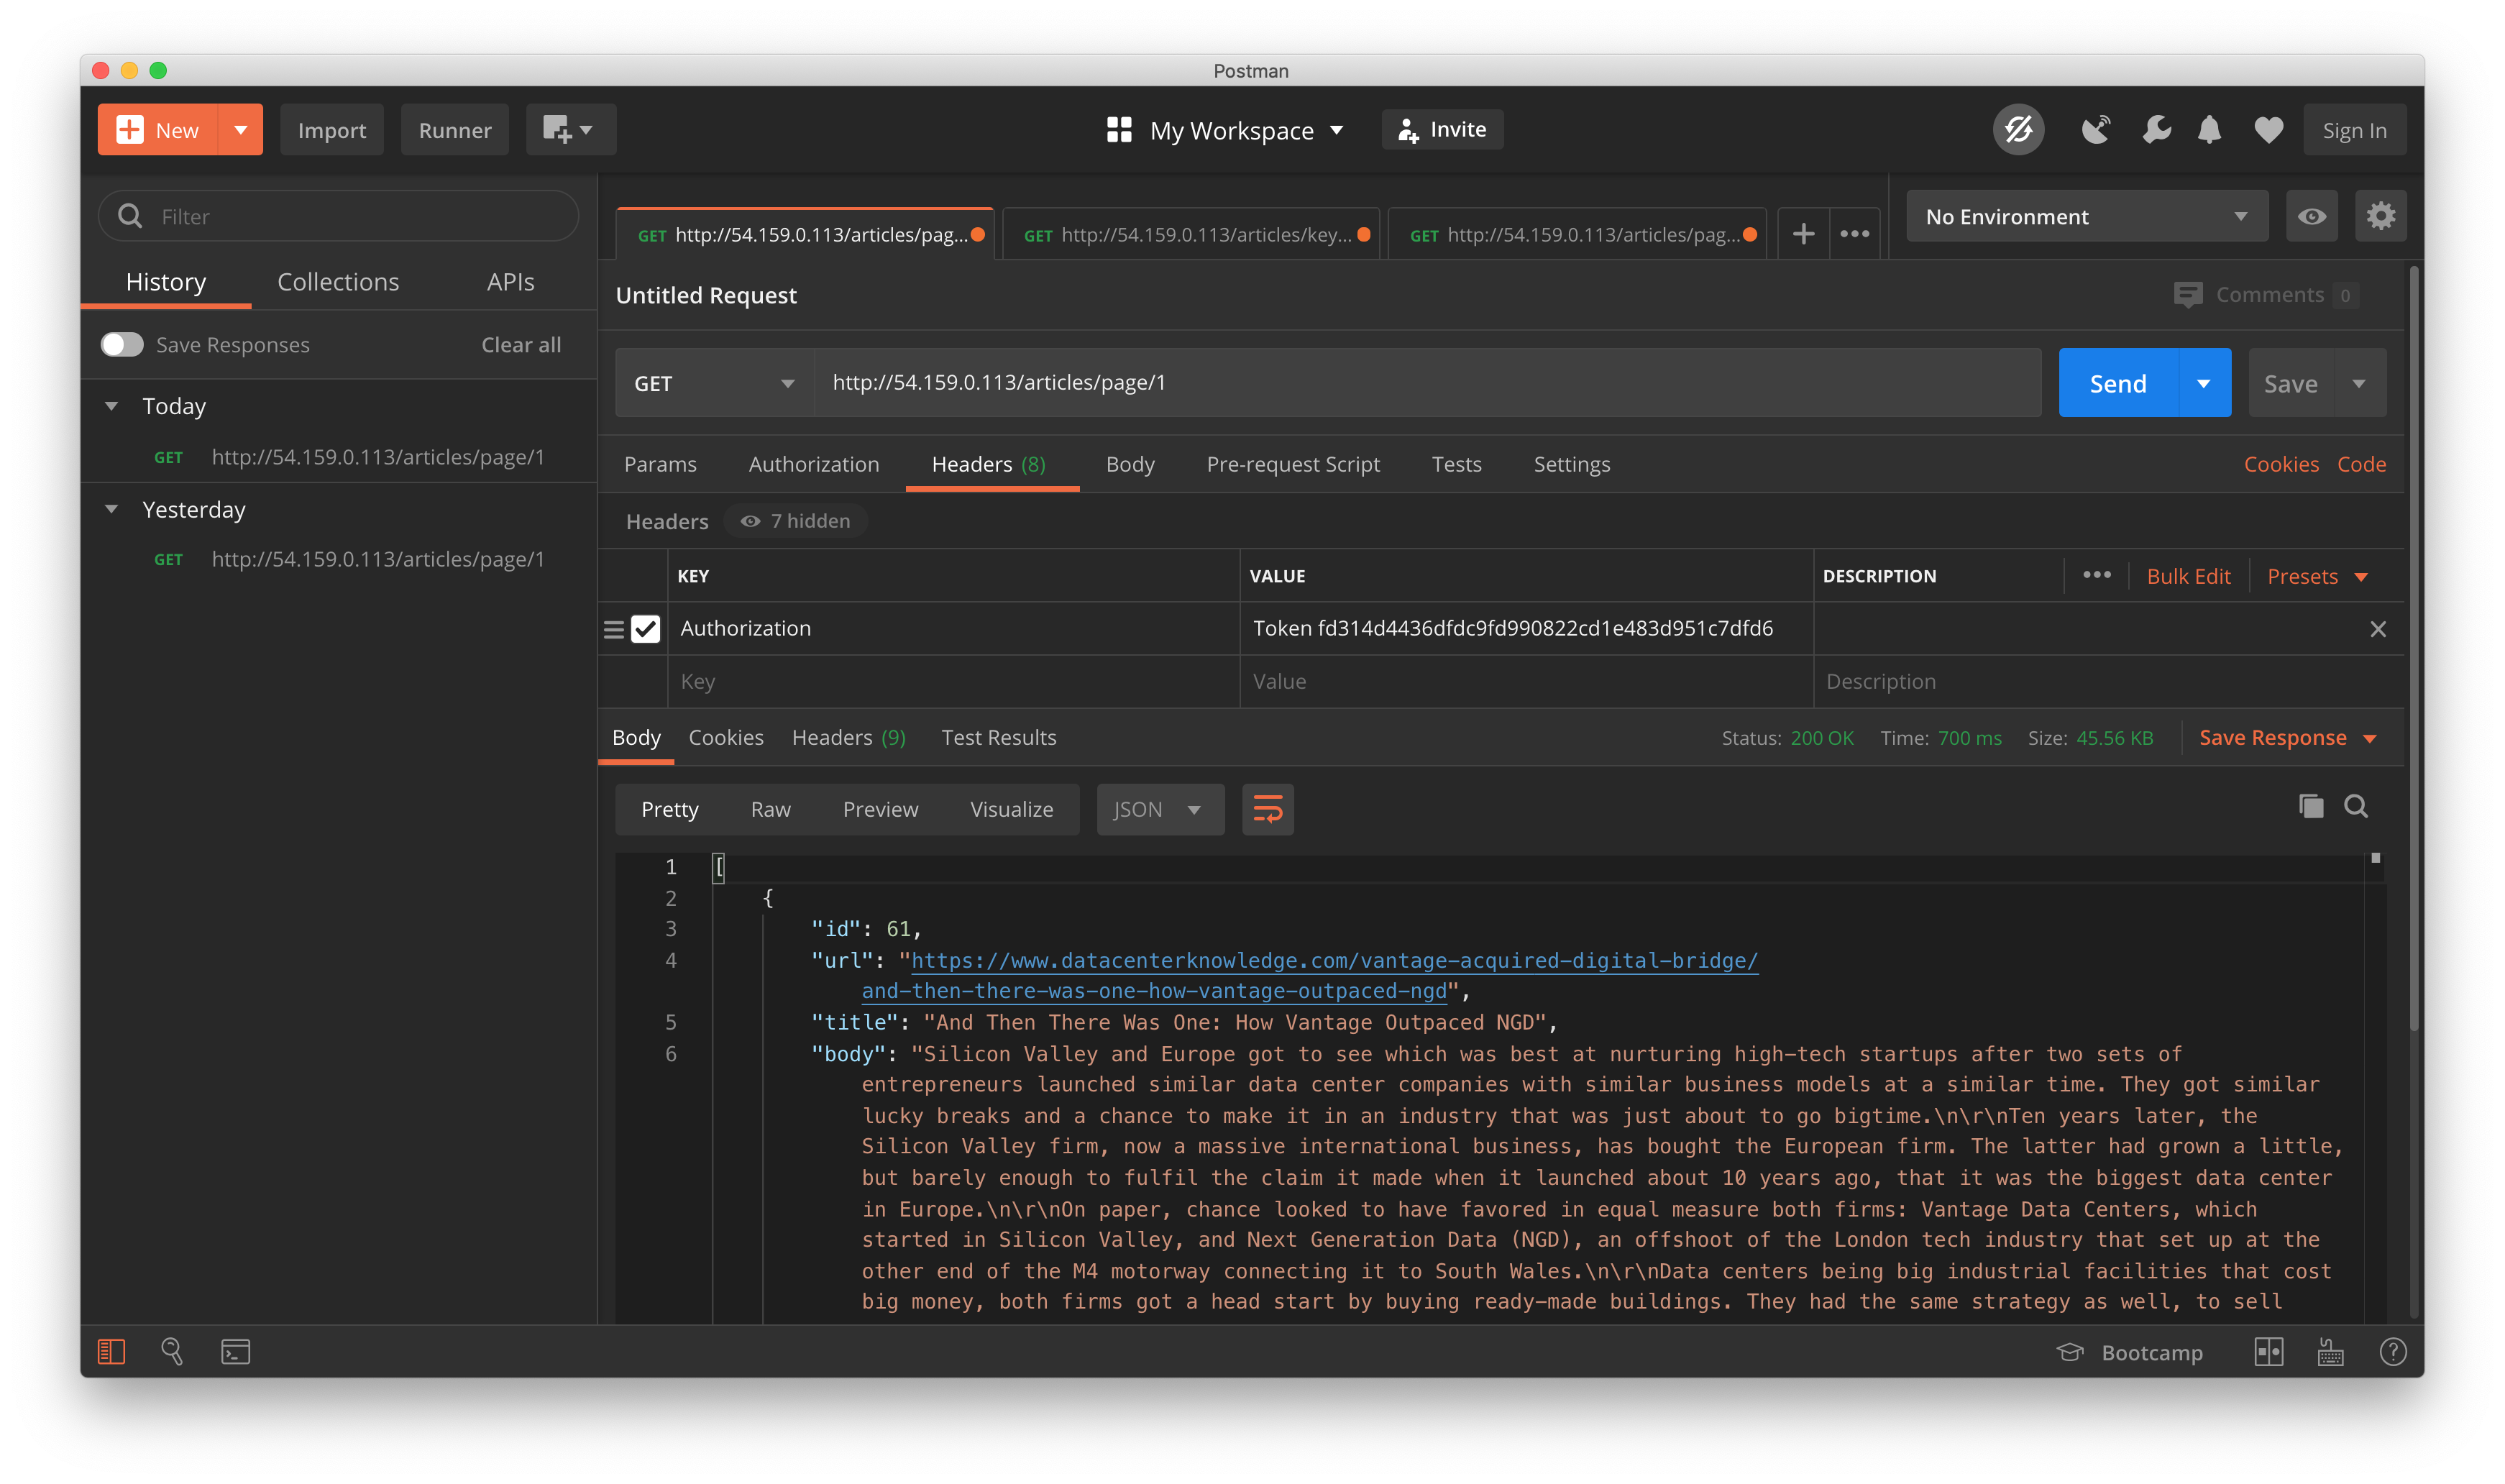 Postman
New
Import
Runner
My Workspace
Invite
Sign In
Filter
History Collections APIs
Save Responses Clear all
Today
GET http://54.159.0.113/articles/page/1
Yesterday
GET http://54.159.0.113/articles/page/1
GET http://54.159.0.113/articles/pag... GET http://54.159.0.113/articles/key... GET http://54.159.0.113/articles/pag...
No Environment
Untitled Request
Comments 0
GET http://54.159.0.113/articles/page/1 Send Save
Params Authorization Headers (8) Body Pre-request Script Tests Settings Cookies Code
Headers 7 hidden
KEY VALUE DESCRIPTION Bulk Edit Presets
Authorization Token fd314d4436dfdc9fd990822cd1e483d951c7dfd6
Key Value Description
Body Cookies Headers (9) Test Results Status: 200 OK Time: 700 ms Size: 45.56 KB Save Response
Pretty Raw Preview Visualize JSON
1 [
2 {
3 "id": 61,
4 "url": "https://www.datacenterknowledge.com/vantage-acquired-digital-bridge/
and-then-there-was-one-how-vantage-outpaced-ngd",
5 "title": "And Then There Was One: How Vantage Outpaced NGD",
6 "body": "Silicon Valley and Europe got to see which was best at nurturing high-tech startups after two sets of
entrepreneurs launched similar data center companies with similar business models at a similar time. They got similar
lucky breaks and a chance to make it in an industry that was just about to go bigtime.\n\r\nTen years later, the
Silicon Valley firm, now a massive international business, has bought the European firm. The latter had grown a little,
but barely enough to fulfil the claim it made when it launched about 10 years ago, that it was the biggest data center
in Europe.\n\r\nOn paper, chance looked to have favored in equal measure both firms: Vantage Data Centers, which
started in Silicon Valley, and Next Generation Data (NGD), an offshoot of the London tech industry that set up at the
other end of the M4 motorway connecting it to South Wales.\n\r\nData centers being big industrial facilities that cost
big money, both firms got a head start by buying ready-made buildings. They had the same strategy as well, to sell
Bootcamp